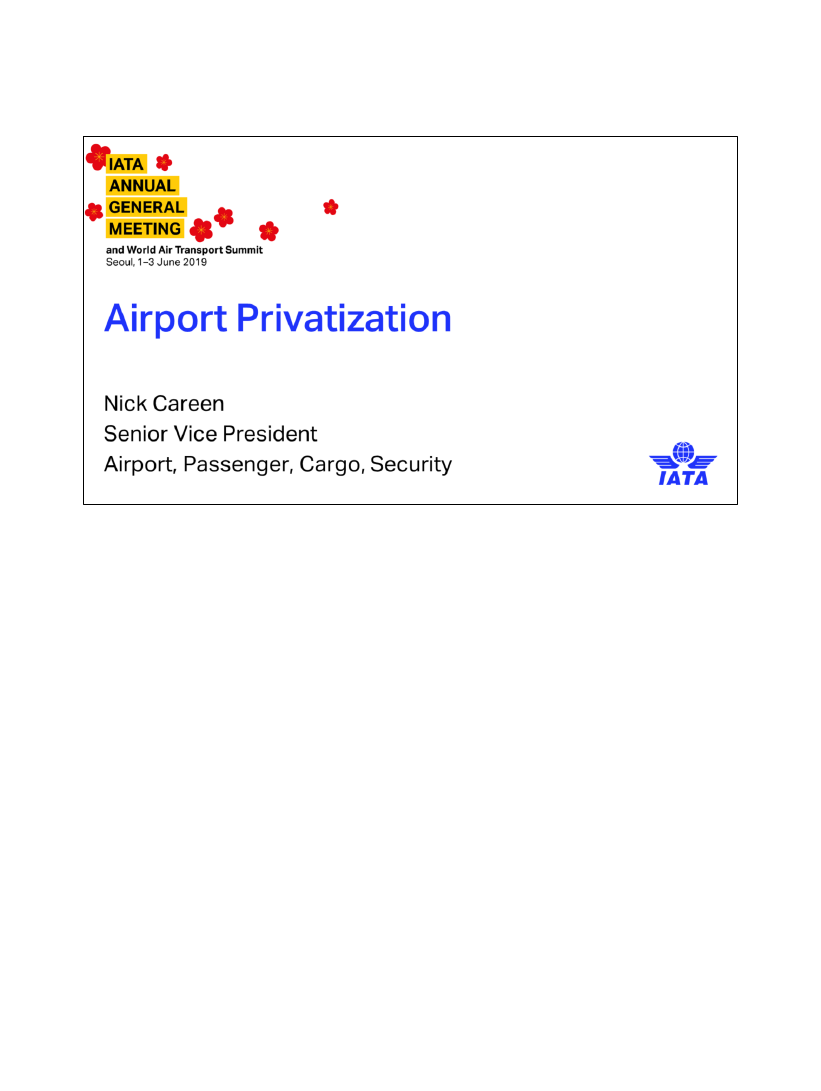 IATA
ANNUAL
GENERAL
MEETING
and World Air Transport Summit
Seoul, 1–3 June 2019
Airport Privatization
Nick Careen
Senior Vice President
Airport, Passenger, Cargo, Security
IATA